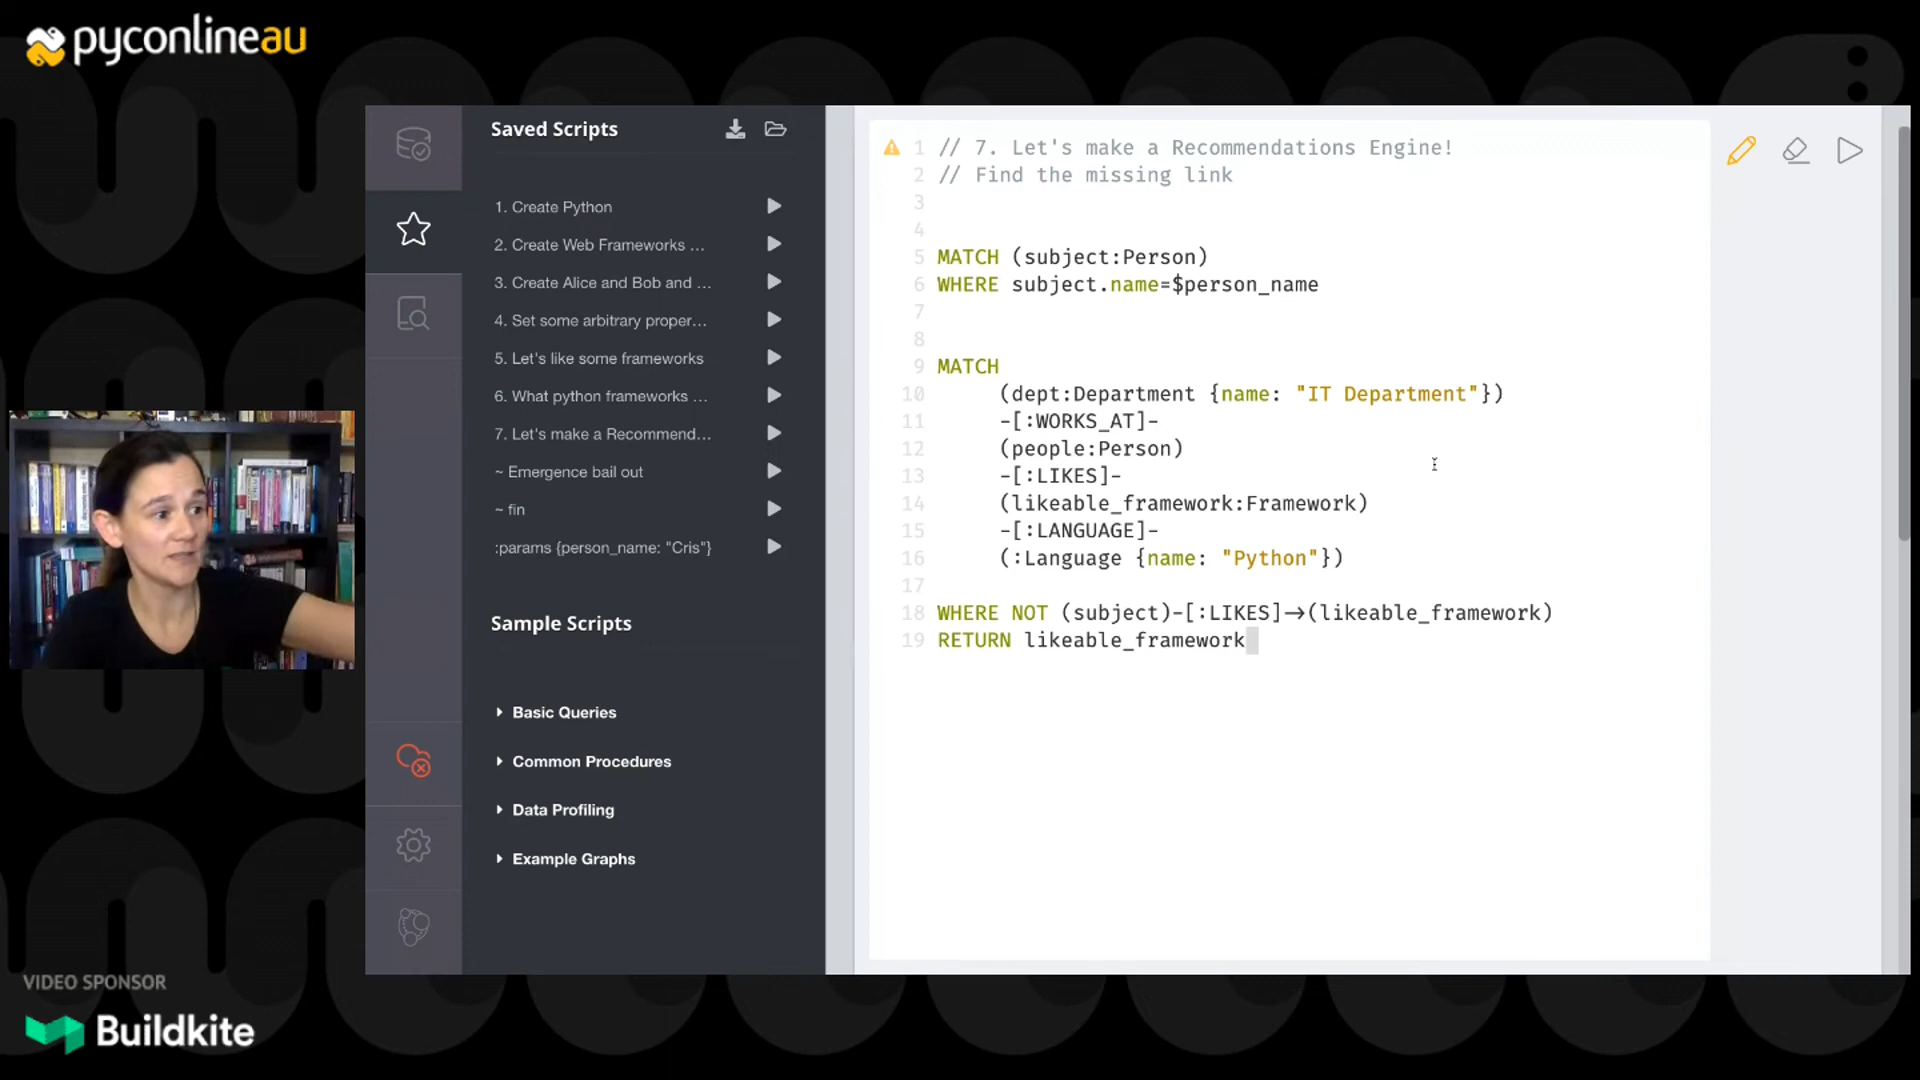 pyconlineau
Saved Scripts
1. Create Python
2. Create Web Frameworks ...
3. Create Alice and Bob and ...
4. Set some arbitrary proper...
5. Let's like some frameworks
6. What python frameworks ...
7. Let's make a Recommend...
~ Emergence bail out
~ fin
:params {person_name: "Cris"}
Sample Scripts
Basic Queries
Common Procedures
Data Profiling
Example Graphs
1 // 7. Let's make a Recommendations Engine!
2 // Find the missing link
3
4
5 MATCH (subject:Person)
6 WHERE subject.name=$person_name
7
8
9 MATCH
10 (dept:Department {name: "IT Department"})
11 -[:WORKS_AT]-
12 (people:Person)
13 -[:LIKES]-
14 (likeable_framework:Framework)
15 -[:LANGUAGE]-
16 (:Language {name: "Python"})
17
18 WHERE NOT (subject)-[:LIKES]->(likeable_framework)
19 RETURN likeable_framework
VIDEO SPONSOR
Buildkite